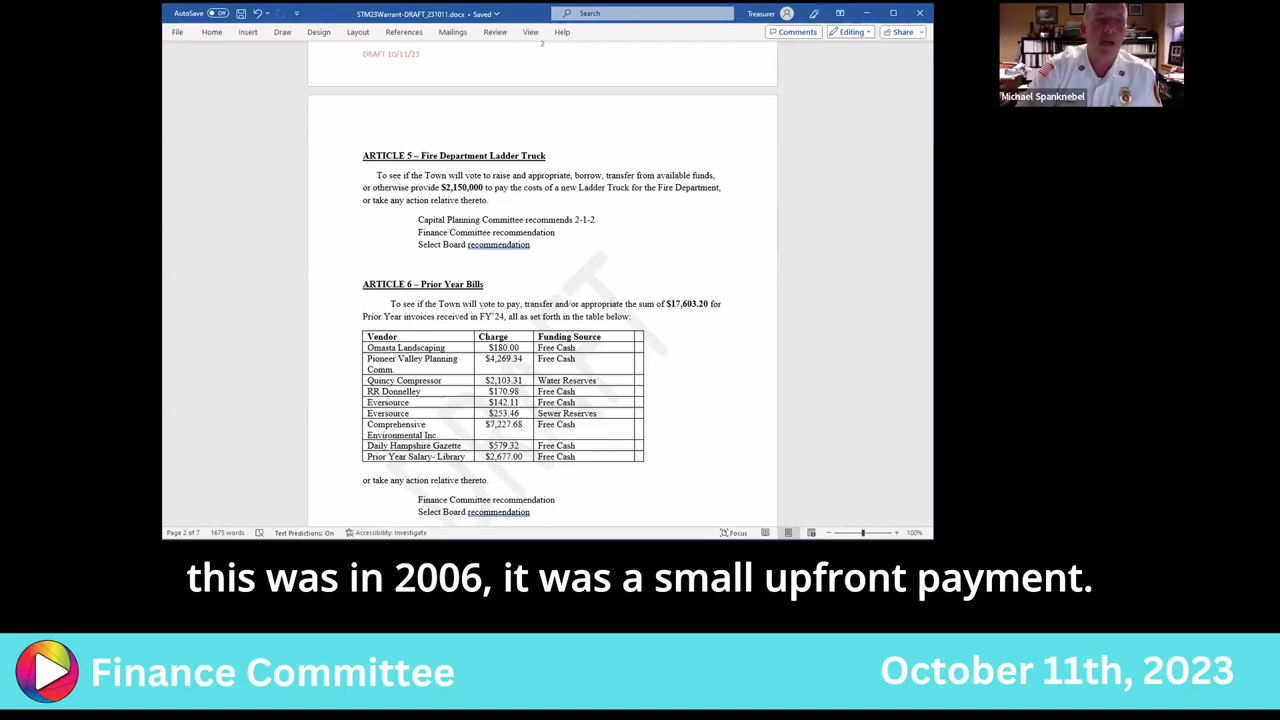 AutoSave Off
STM23Warrant-DRAFT_231011.docx • Saved
Search
Treasurer
File Home Insert Draw Design Layout References Mailings Review View Help
Comments Editing Share
2
DRAFT 10/11/23
Michael Spanknebel
ARTICLE 5 – Fire Department Ladder Truck
To see if the Town will vote to raise and appropriate, borrow, transfer from available funds,
or otherwise provide $2,150,000 to pay the costs of a new Ladder Truck for the Fire Department,
or take any action relative thereto.
Capital Planning Committee recommends 2-1-2
Finance Committee recommendation
Select Board recommendation
ARTICLE 6 – Prior Year Bills
To see if the Town will vote to pay, transfer and/or appropriate the sum of $17,603.20 for
Prior Year invoices received in FY'24, all as set forth in the table below:
Vendor Charge Funding Source
Omasta Landscaping $180.00 Free Cash
Pioneer Valley Planning $4,269.34 Free Cash
Comm.
Quincy Compressor $2,103.31 Water Reserves
RR Donnelley $170.98 Free Cash
Eversource $142.11 Free Cash
Eversource $253.46 Sewer Reserves
Comprehensive $7,227.68 Free Cash
Environmental Inc.
Daily Hampshire Gazette $579.32 Free Cash
Prior Year Salary- Library $2,677.00 Free Cash
or take any action relative thereto.
Finance Committee recommendation
Select Board recommendation
DRAFT
Page 2 of 7 1675 words Text Predictions: On Accessibility: Investigate Focus 100%
this was in 2006, it was a small upfront payment.
Finance Committee
October 11th, 2023